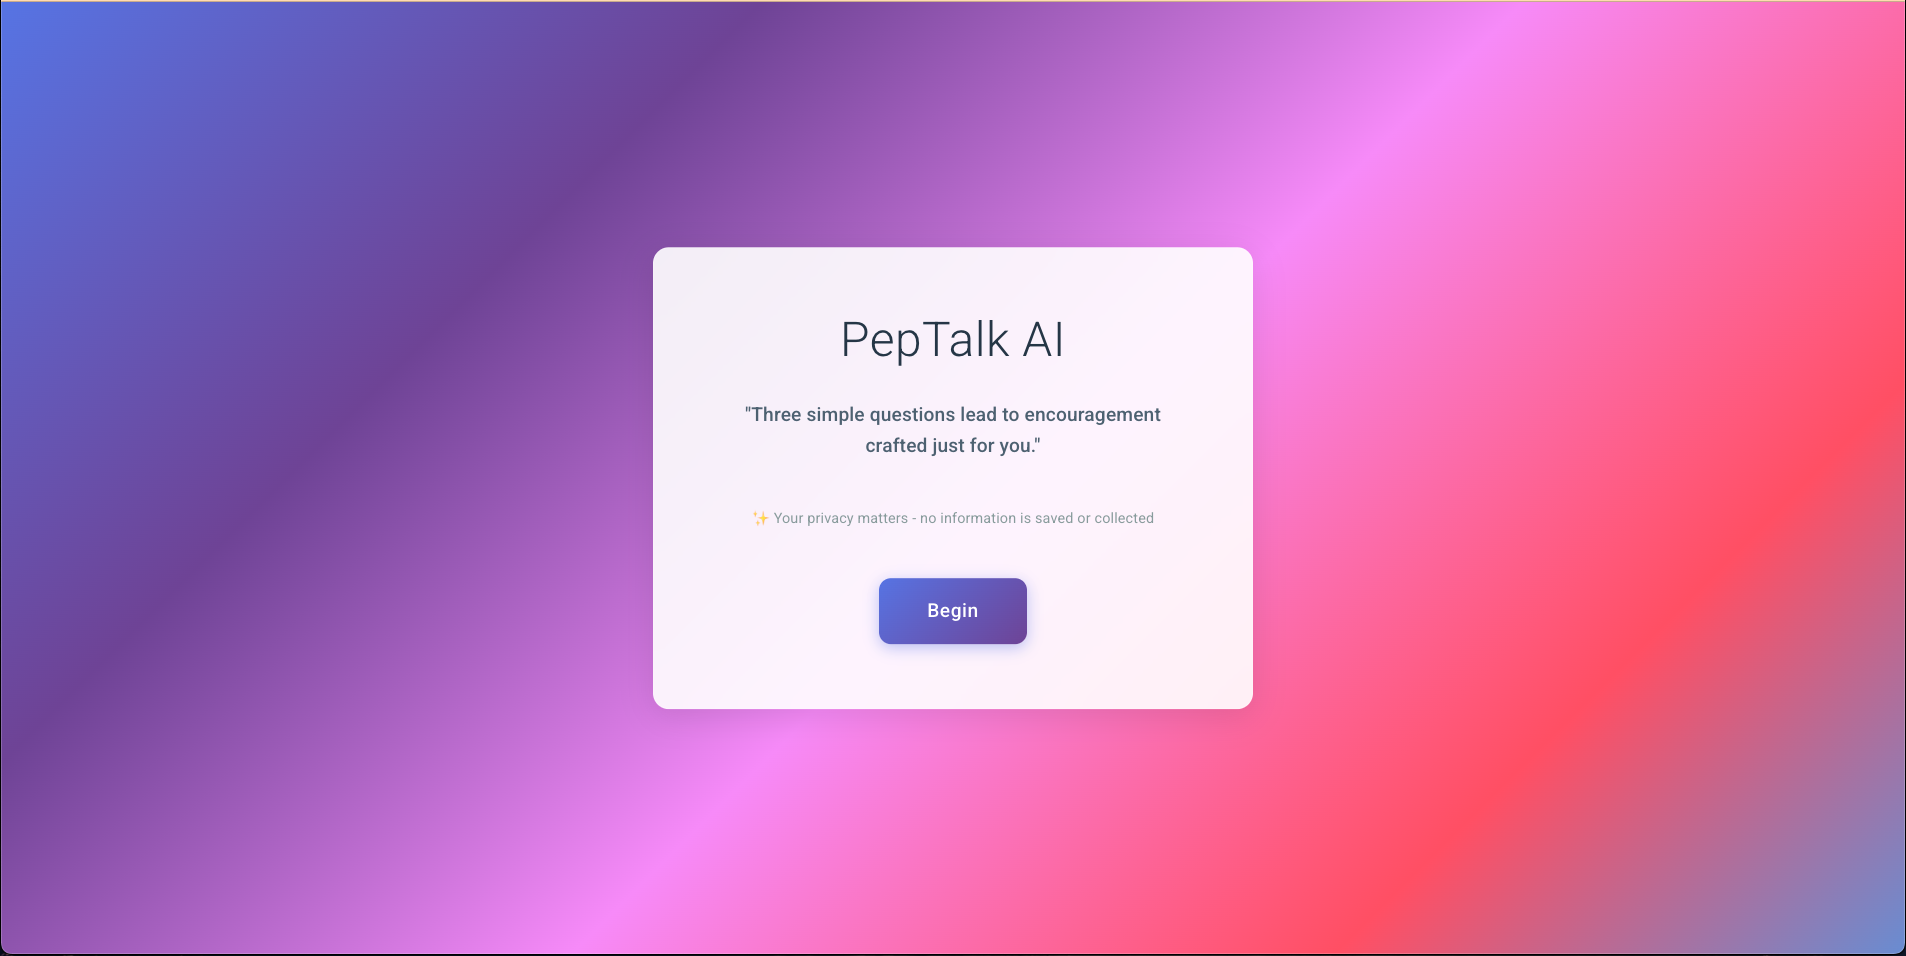 PepTalk AI
"Three simple questions lead to encouragement
crafted just for you."
✨ Your privacy matters - no information is saved or collected
Begin